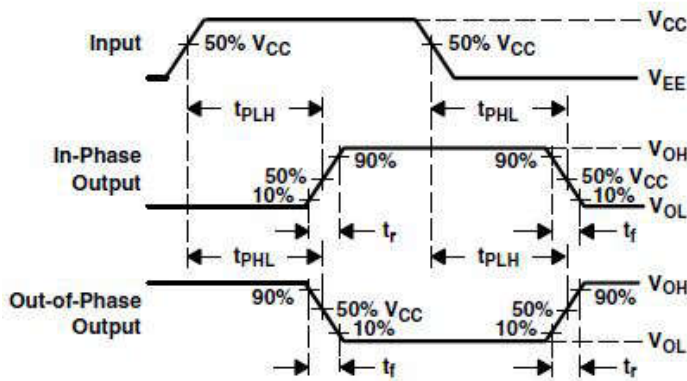 Input
50% VCC
50% VCC
VCC
VEE
tPLH
tPHL
In-Phase
Output
50%
10%
90%
90%
50% VCC
10%
VOH
VOL
tr
tf
tPHL
tPLH
Out-of-Phase
Output
90%
50% VCC
10%
50%
10%
90%
VOH
VOL
tf
tr